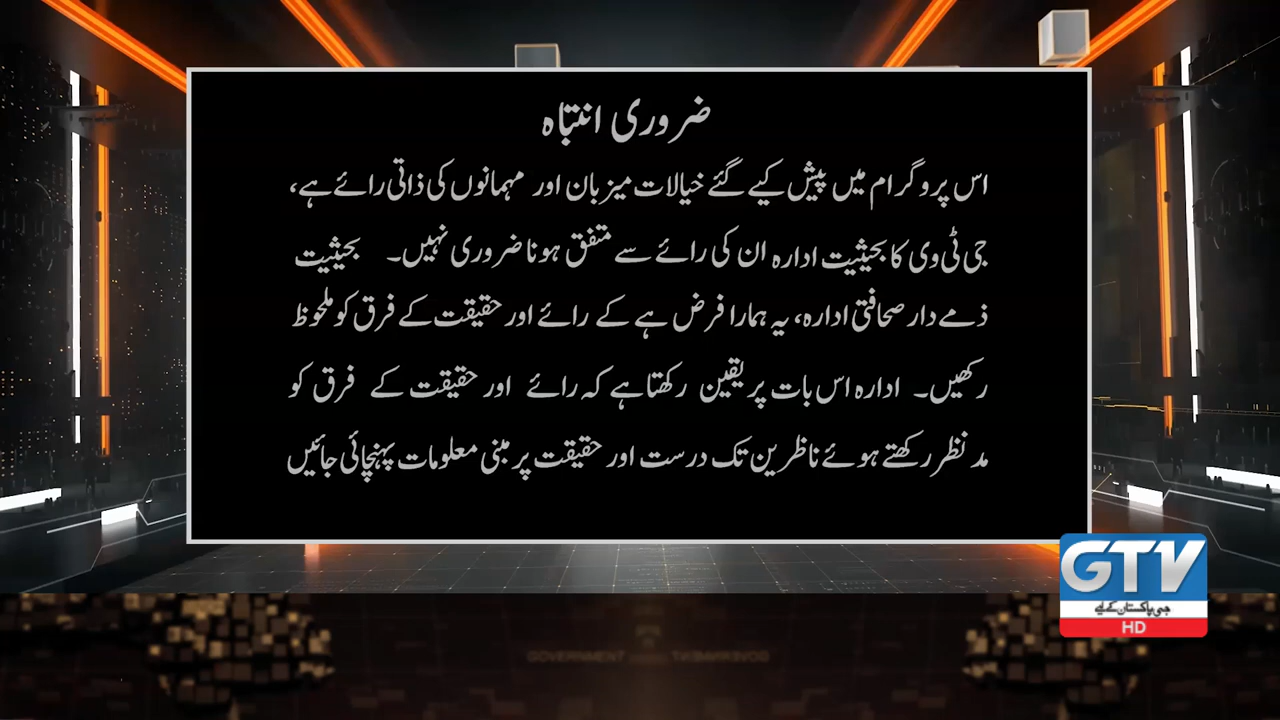 ضروری انتباہ
اس پروگرام میں پیش کیے گئے خیالات میزبان اور مہمانوں کی ذاتی رائے ہے،
جی ٹی وی کا بحیثیت ادارہ ان کی رائے سے متفق ہونا ضروری نہیں۔ بحیثیت
ذمے دار صحافتی ادارہ، یہ ہمارا فرض ہے کے رائے اور حقیقت کے فرق کو ملحوظ
رکھیں۔ ادارہ اس بات پر یقین رکھتا ہے کہ رائے اور حقیقت کے فرق کو
مد نظر رکھتے ہوئے ناظرین تک درست اور حقیقت پر مبنی معلومات پہنچائی جائیں
GTV
جی پاکستان کے لیے
HD
GOVERNMENT